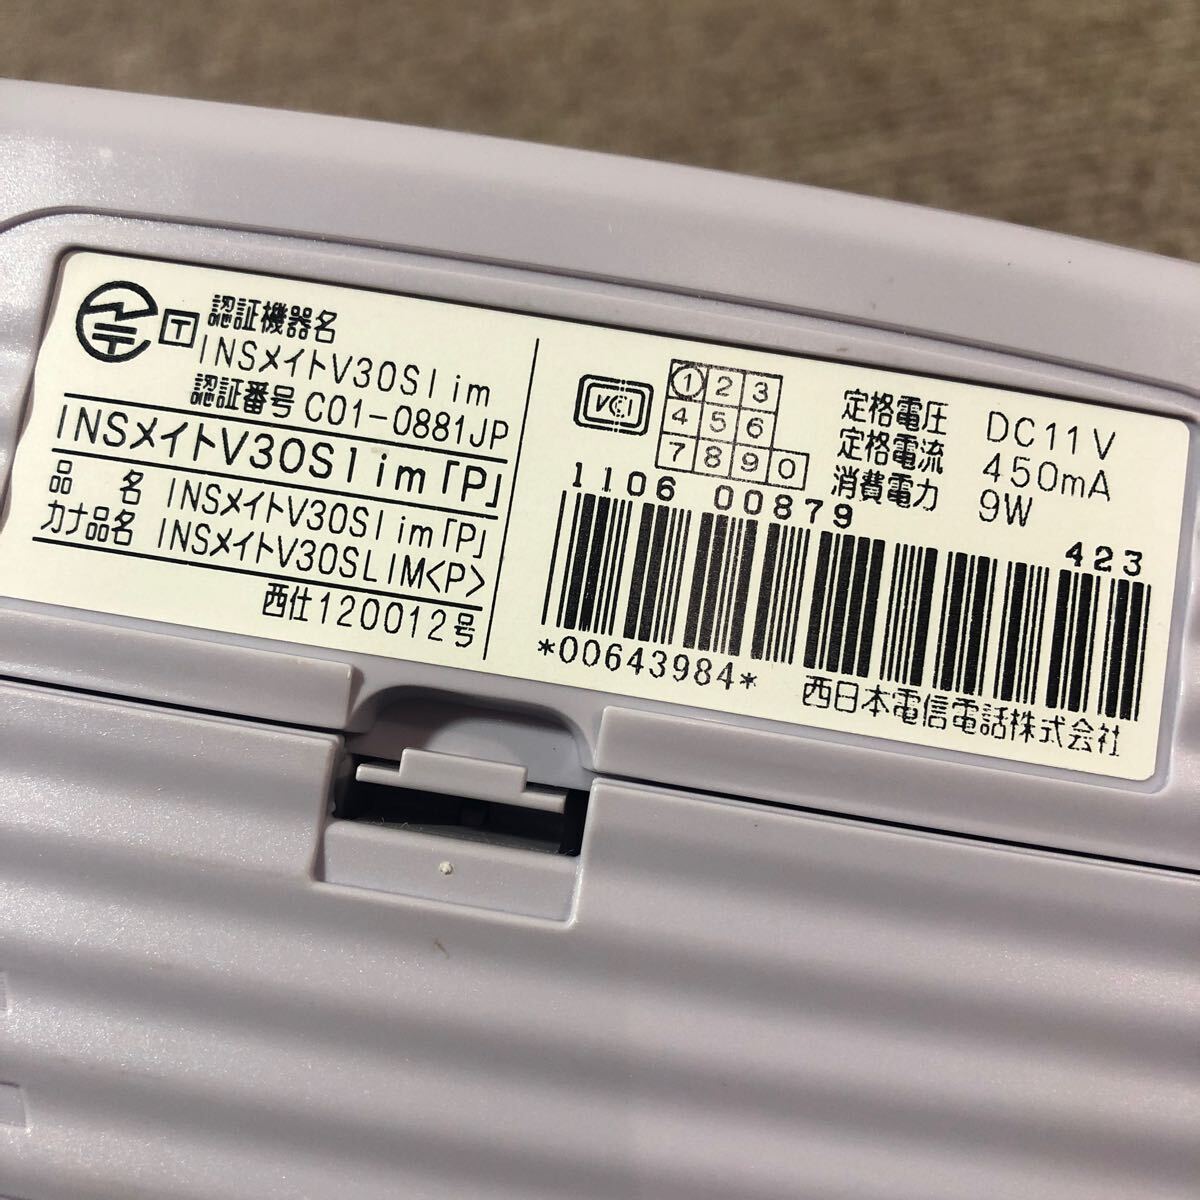 T
認証機器名
INSメイトV30Slim
認証番号 C01-0881JP
INSメイトV30Slim「P」
品 名 INSメイトV30Slim「P」
カナ品名 INSメイトV30SLIM<P>
西仕120012号
VCI
1 2 3
4 5 6
7 8 9 0
定格電圧 DC11V
定格電流 450mA
消費電力 9W
1106 00879
423
*00643984*
西日本電信電話株式会社